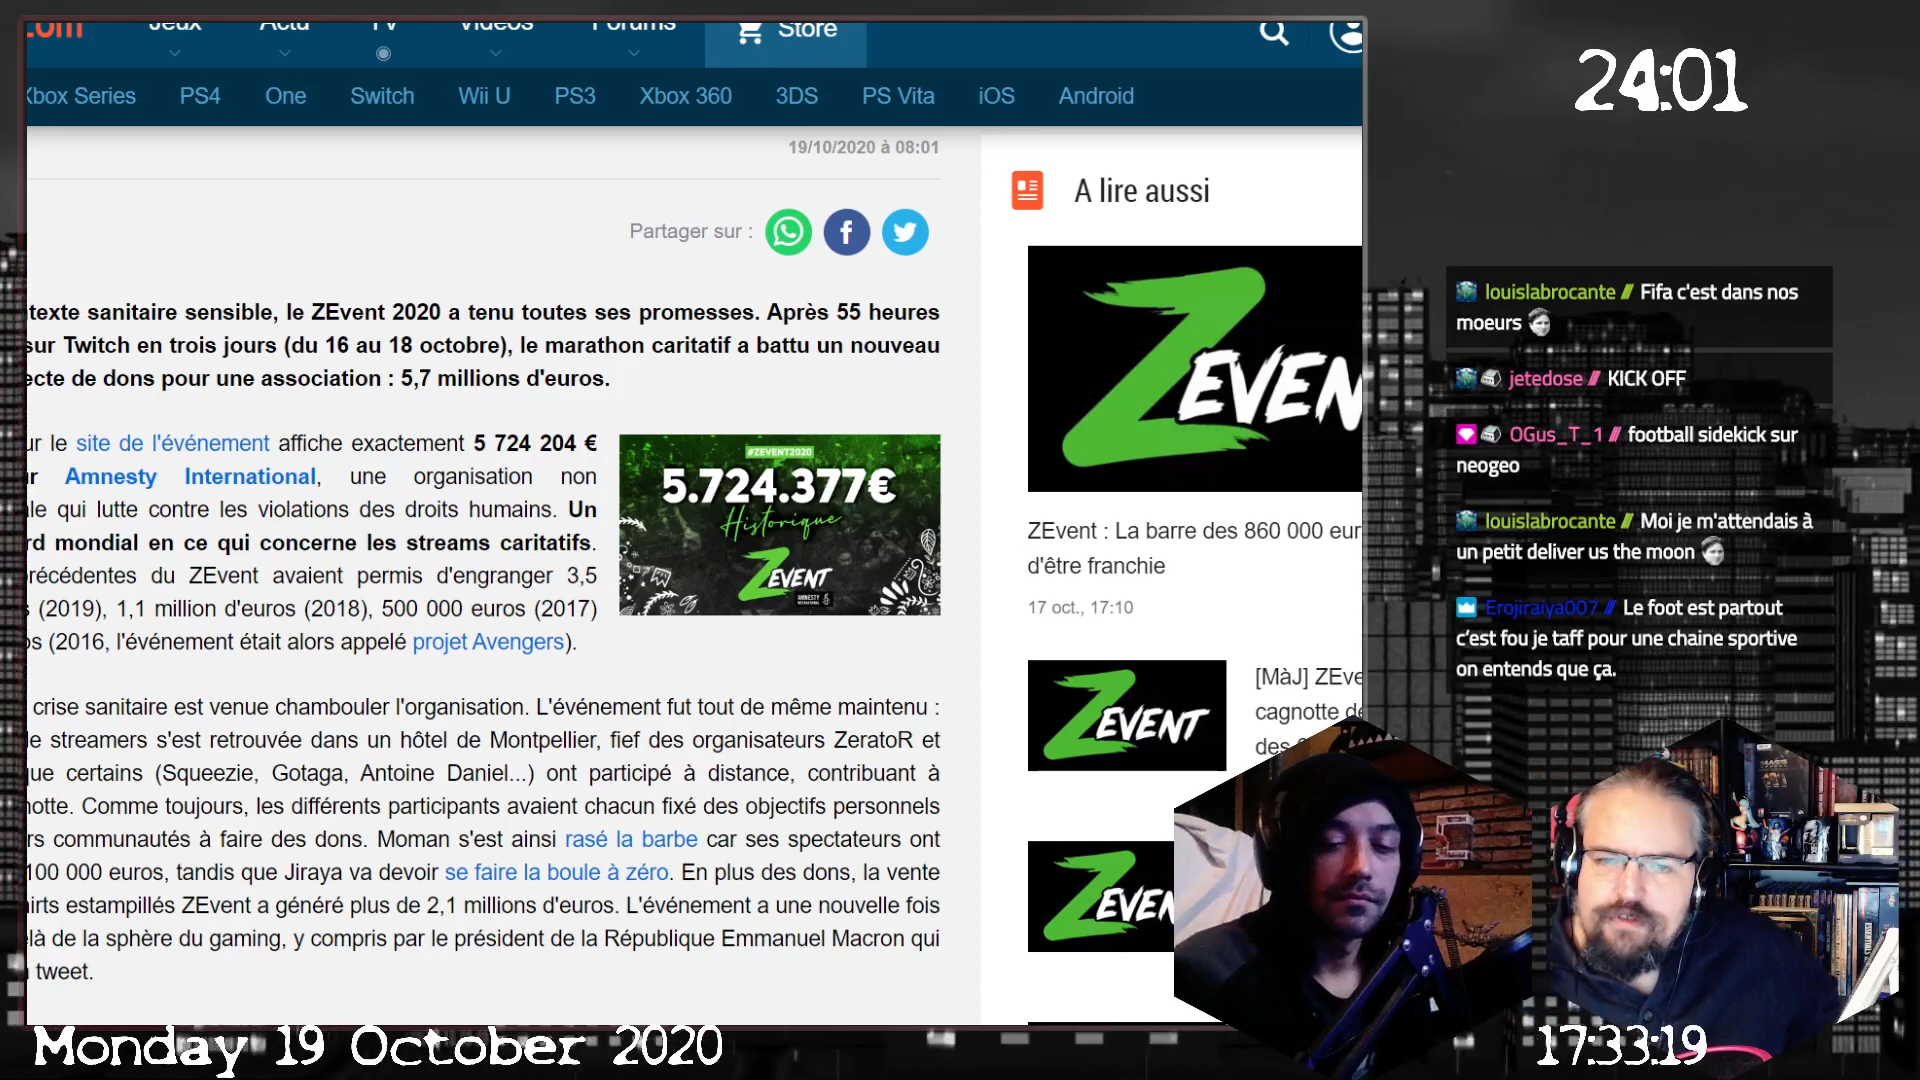 .com Jeux Actu TV Vidéos Forums Store
Xbox Series PS4 One Switch Wii U PS3 Xbox 360 3DS PS Vita iOS Android
19/10/2020 à 08:01
Partager sur :
texte sanitaire sensible, le ZEvent 2020 a tenu toutes ses promesses. Après 55 heures
sur Twitch en trois jours (du 16 au 18 octobre), le marathon caritatif a battu un nouveau
ecte de dons pour une association : 5,7 millions d'euros.
ur le site de l'événement affiche exactement 5 724 204 €
ur Amnesty International, une organisation non
ale qui lutte contre les violations des droits humains. Un
rd mondial en ce qui concerne les streams caritatifs.
précédentes du ZEvent avaient permis d'engranger 3,5
s (2019), 1,1 million d'euros (2018), 500 000 euros (2017)
os (2016, l'événement était alors appelé projet Avengers).
#ZEVENT2020
5.724.377€
Historique
ZEVENT
AMNESTY INTERNATIONAL
crise sanitaire est venue chambouler l'organisation. L'événement fut tout de même maintenu :
de streamers s'est retrouvée dans un hôtel de Montpellier, fief des organisateurs ZeratoR et
que certains (Squeezie, Gotaga, Antoine Daniel...) ont participé à distance, contribuant à
notte. Comme toujours, les différents participants avaient chacun fixé des objectifs personnels
rs communautés à faire des dons. Moman s'est ainsi rasé la barbe car ses spectateurs ont
100 000 euros, tandis que Jiraya va devoir se faire la boule à zéro. En plus des dons, la vente
hirts estampillés ZEvent a généré plus de 2,1 millions d'euros. L'événement a une nouvelle fois
elà de la sphère du gaming, y compris par le président de la République Emmanuel Macron qui
tweet.
A lire aussi
ZEVEN
ZEvent : La barre des 860 000 eur
d'être franchie
17 oct., 17:10
ZEVENT
[MàJ] ZEve
cagnotte de
des
ZEVEN
24:01
louislabrocante // Fifa c'est dans nos
moeurs
jetedose // KICK OFF
OGus_T_1 // football sidekick sur
neogeo
louislabrocante // Moi je m'attendais à
un petit deliver us the moon
Erojiraiya007 // Le foot est partout
c'est fou je taff pour une chaine sportive
on entends que ça.
Monday 19 October 2020
17:33:19